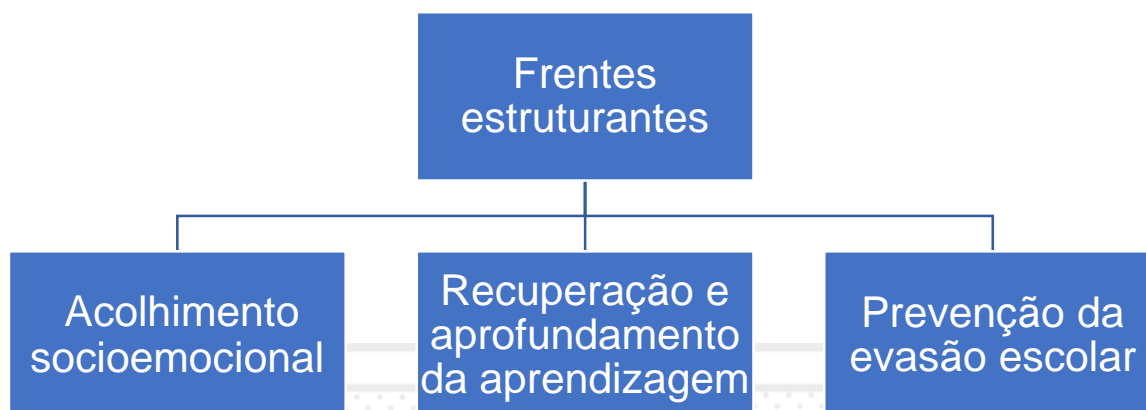 Frentes
estruturantes
Acolhimento
socioemocional
Recuperação e
aprofundamento
da aprendizagem
Prevenção da
evasão escolar